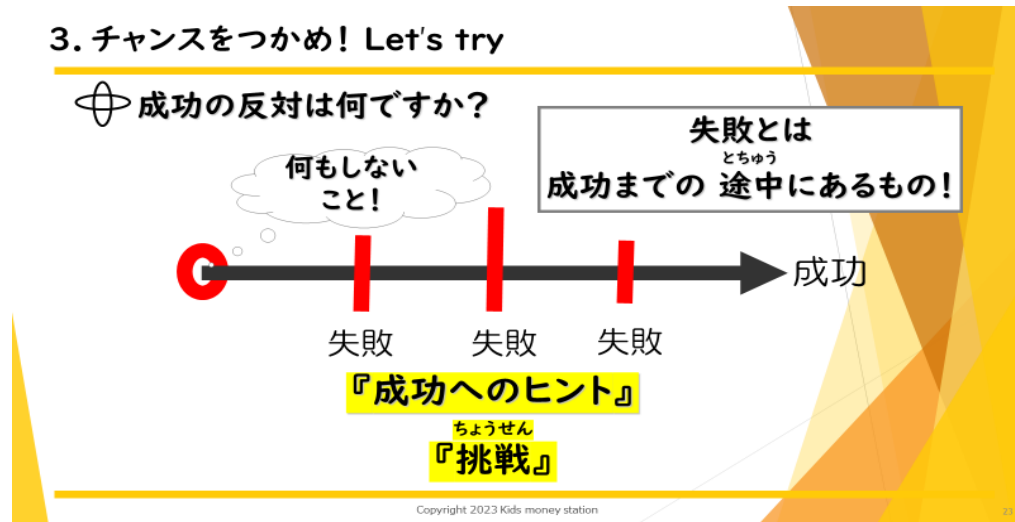 3. チャンスをつかめ! Let's try
成功の反対は何ですか?
何もしない
こと!
失敗とは
とちゅう
成功までの 途中にあるもの!
成功
失敗 失敗 失敗
『成功へのヒント』
ちょうせん
『挑戦』
Copyright 2023 Kids money station
23